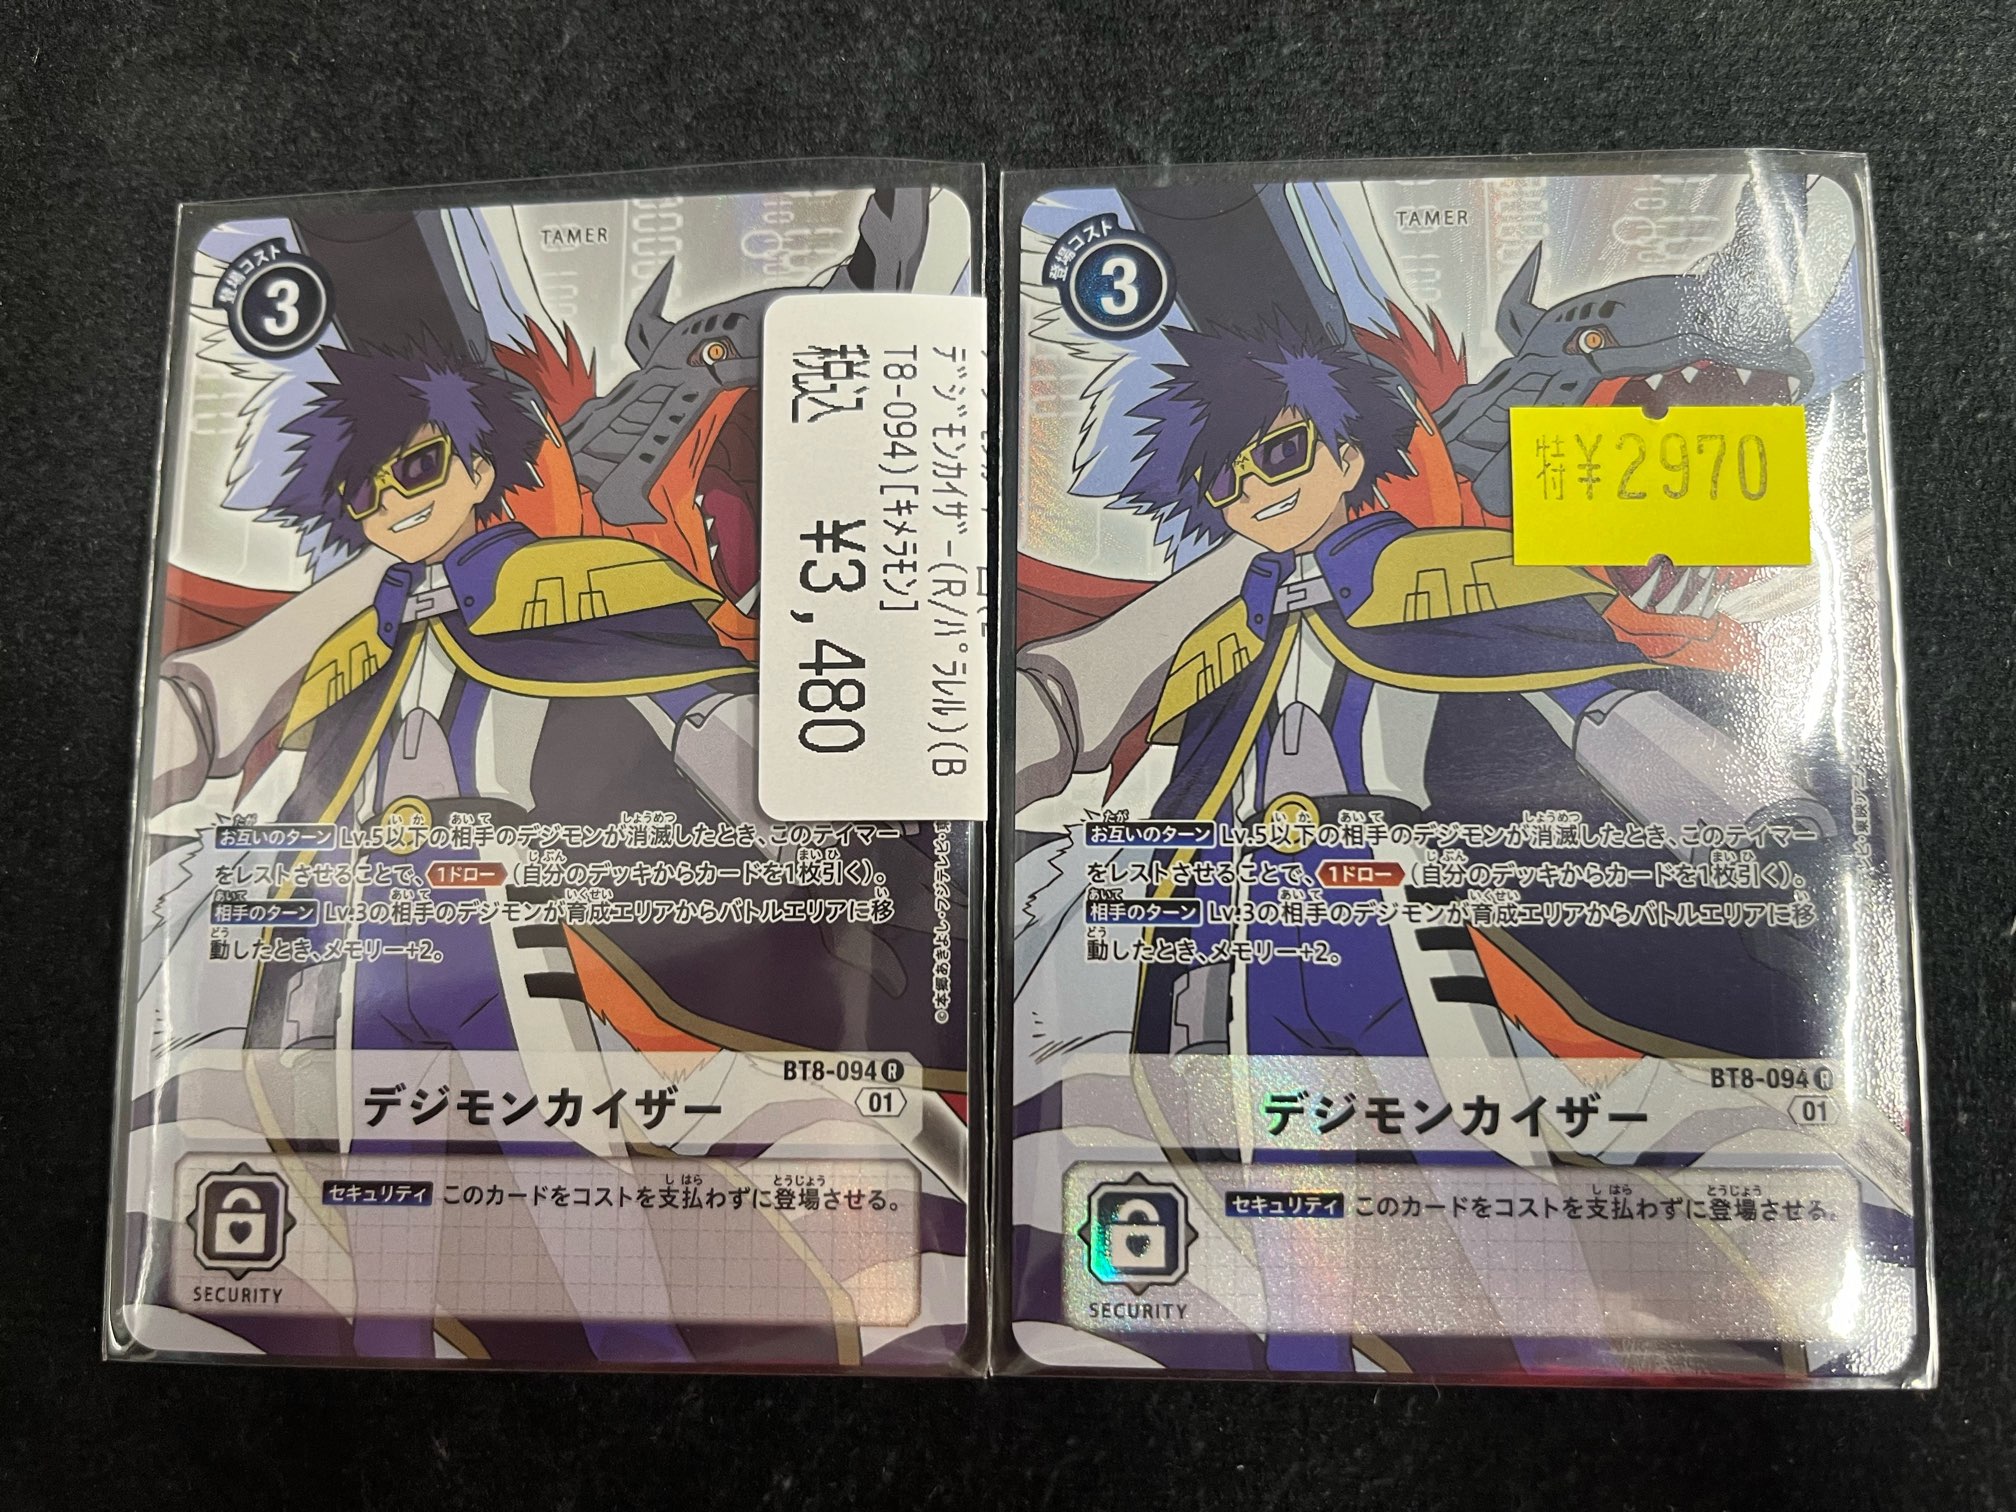 登場コスト
3
TAMER
デジモンカイザー(R/パラレル)(B
T8-094)[キメラモン]
税込 ¥3,480
お互いのターン Lv.5以下の相手のデジモンが消滅したとき、このテイマー
をレストさせることで、1ドロー(自分のデッキからカードを1枚引く)。
相手のターン Lv.3の相手のデジモンが育成エリアからバトルエリアに移
動したとき、メモリー+2。
©本郷あきよし・フジテレビ・
BT8-094 R
デジモンカイザー
01
セキュリティ このカードをコストを支払わずに登場させる。
SECURITY
登場コスト
3
TAMER
特付 ¥2970
お互いのターン Lv.5以下の相手のデジモンが消滅したとき、このテイマー
をレストさせることで、1ドロー(自分のデッキからカードを1枚引く)。
相手のターン Lv.3の相手のデジモンが育成エリアからバトルエリアに移
動したとき、メモリー+2。
BT8-094 R
デジモンカイザー
01
セキュリティ このカードをコストを支払わずに登場させる。
SECURITY